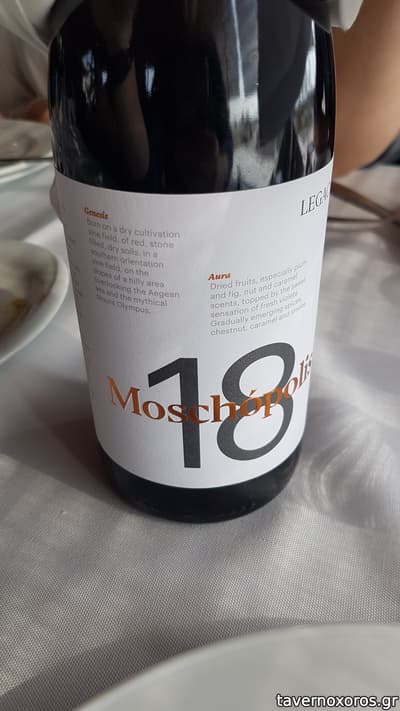 LEGAC
Genesis
Born on a dry cultivation
vine field, of red, stone
filled, dry soils, in a
southern orientation
vine field, on the
slopes of a hilly area
overlooking the Aegean
sea and the mythical
Mount Olympus.
Aura
Dried fruits, especially plum
and fig, nut and caramel
scents, topped by the sweet
sensation of fresh violets.
Gradually emerging spices,
chestnut, caramel and
18
Moschópolis
tavernoxoros.gr